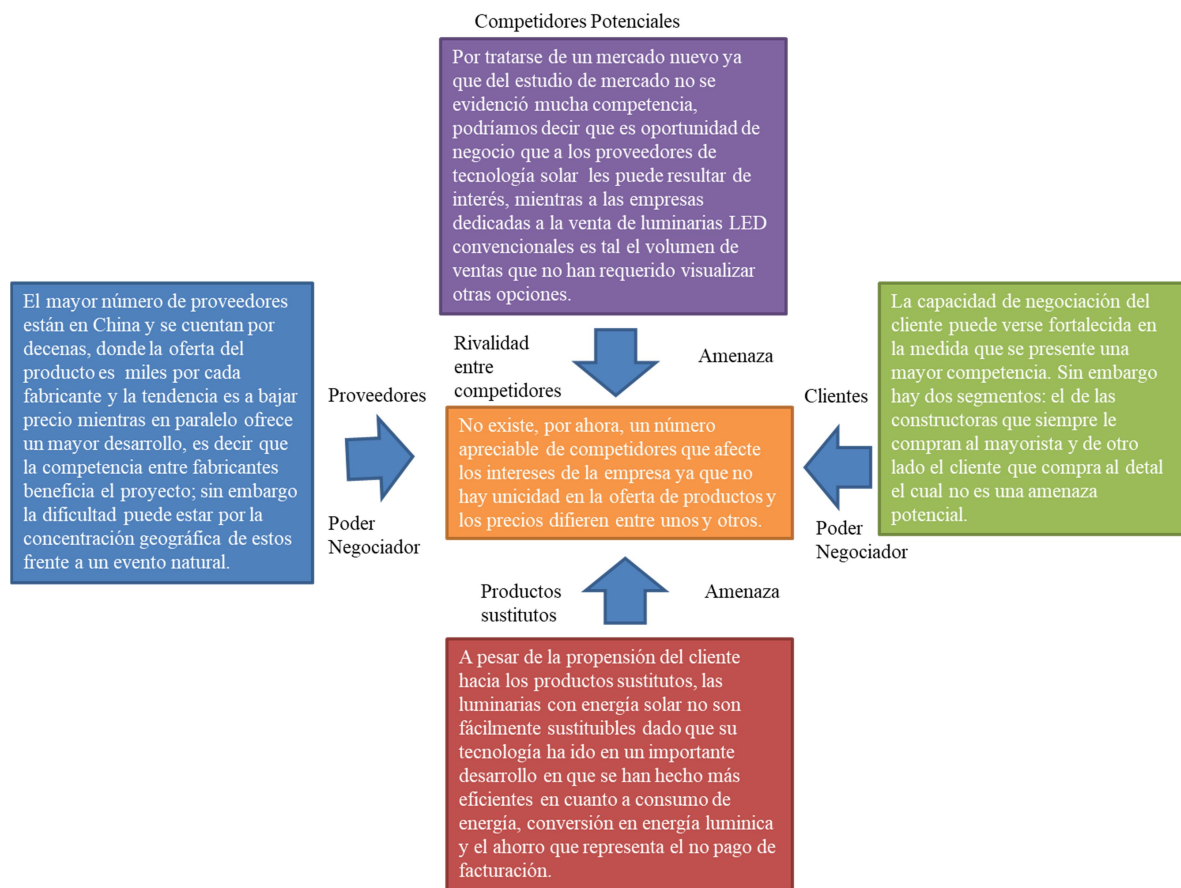 Competidores Potenciales
Por tratarse de un mercado nuevo ya
que del estudio de mercado no se
evidenció mucha competencia,
podríamos decir que es oportunidad de
negocio que a los proveedores de
tecnología solar les puede resultar de
interés, mientras a las empresas
dedicadas a la venta de luminarias LED
convencionales es tal el volumen de
ventas que no han requerido visualizar
otras opciones.
El mayor número de proveedores
están en China y se cuentan por
decenas, donde la oferta del
producto es miles por cada
fabricante y la tendencia es a bajar
precio mientras en paralelo ofrece
un mayor desarrollo, es decir que
la competencia entre fabricantes
beneficia el proyecto; sin embargo
la dificultad puede estar por la
concentración geográfica de estos
frente a un evento natural.
Proveedores
Poder
Negociador
Rivalidad
entre
competidores
Amenaza
No existe, por ahora, un número
apreciable de competidores que afecte
los intereses de la empresa ya que no
hay unicidad en la oferta de productos y
los precios difieren entre unos y otros.
Clientes
Poder
Negociador
La capacidad de negociación del
cliente puede verse fortalecida en
la medida que se presente una
mayor competencia. Sin embargo
hay dos segmentos: el de las
constructoras que siempre le
compran al mayorista y de otro
lado el cliente que compra al detal
el cual no es una amenaza
potencial.
Productos
sustitutos
Amenaza
A pesar de la propensión del cliente
hacia los productos sustitutos, las
luminarias con energía solar no son
fácilmente sustituibles dado que su
tecnología ha ido en un importante
desarrollo en que se han hecho más
eficientes en cuanto a consumo de
energía, conversión en energía luminica
y el ahorro que representa el no pago de
facturación.